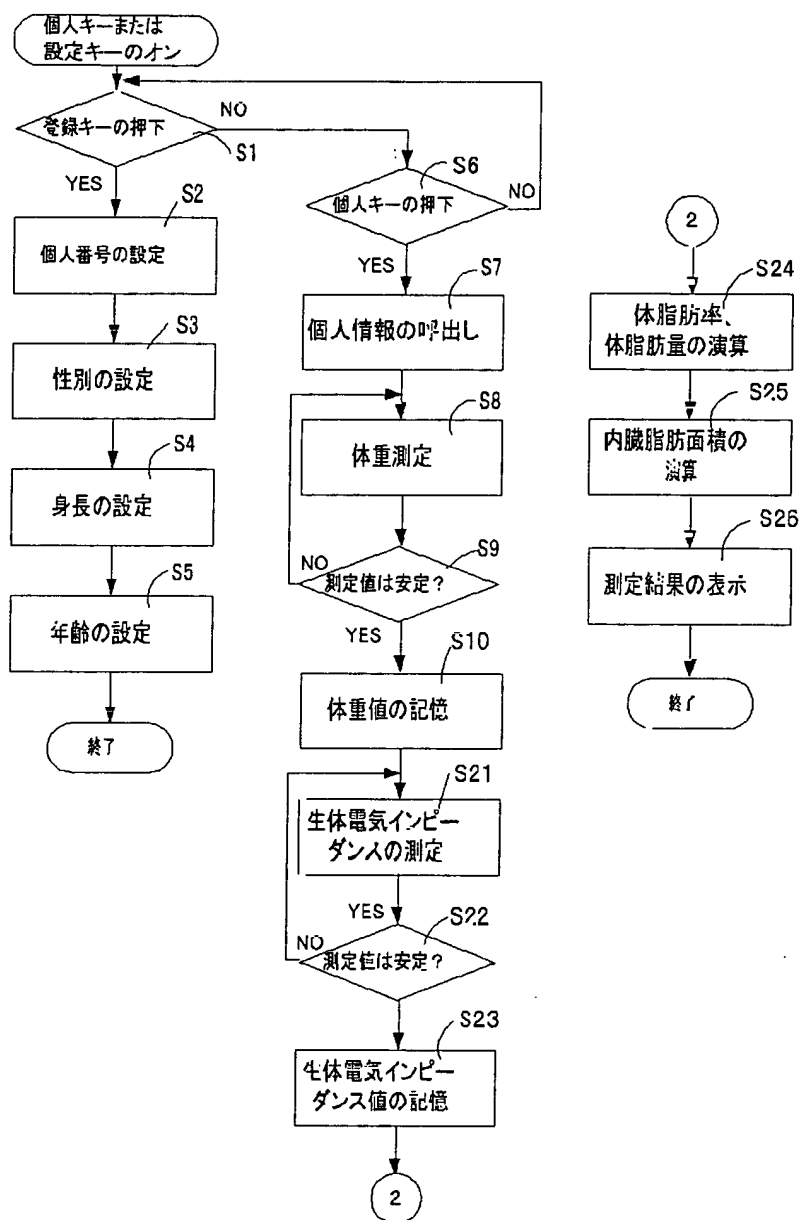 個人キーまたは
設定キーのオン
登録キーの押下
NO
S1
YES
S2
個人番号の設定
S3
性別の設定
S4
身長の設定
S5
年齢の設定
終了
S6
個人キーの押下
NO
YES
S7
個人情報の呼出し
S8
体重測定
S9
NO
測定値は安定?
YES
S10
体重値の記憶
S21
生体電気インピー
ダンスの測定
YES
S22
NO
測定値は安定?
S23
生体電気インピー
ダンス値の記憶
2
2
S24
体脂肪率、
体脂肪量の演算
S25
内臓脂肪面積の
演算
S26
測定結果の表示
終了